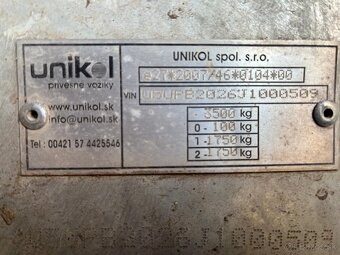 unikol
prívesné vozíky
www.unikol.sk
info@unikol.sk
Tel : 00421 57 4425546
UNIKOL spol. s.r.o.
e27*2007/46*0104*00
VIN
- 3500 kg
0 - 100 kg
1 - 1750 kg
2 - 1750 kg